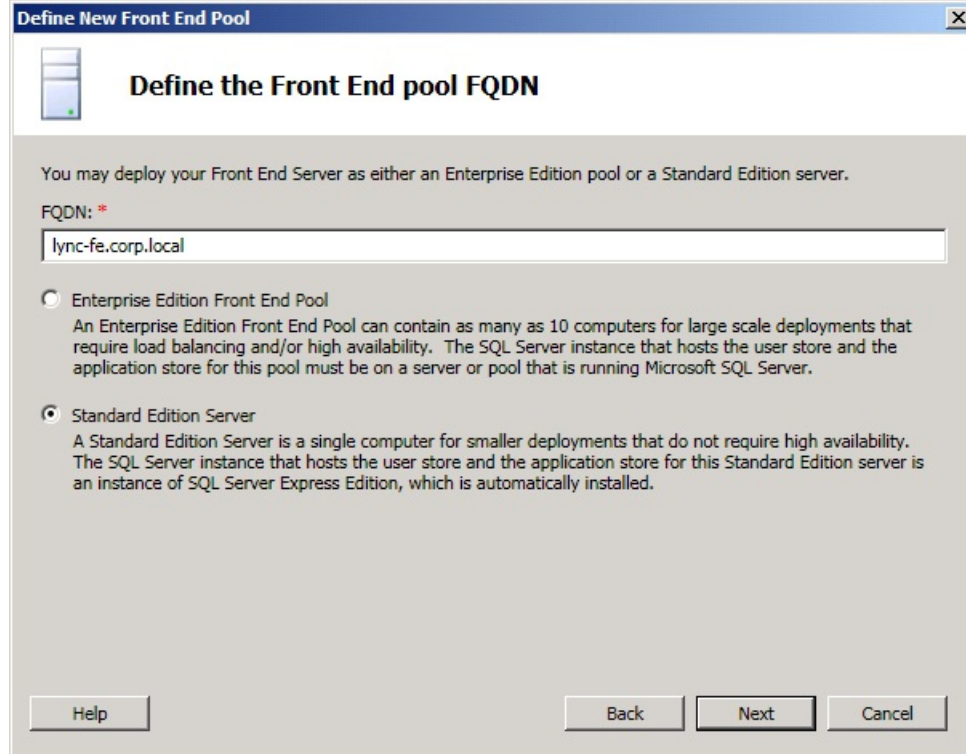 Define New Front End Pool
Define the Front End pool FQDN
You may deploy your Front End Server as either an Enterprise Edition pool or a Standard Edition server.
FQDN: *
lync-fe.corp.local
Enterprise Edition Front End Pool
An Enterprise Edition Front End Pool can contain as many as 10 computers for large scale deployments that
require load balancing and/or high availability. The SQL Server instance that hosts the user store and the
application store for this pool must be on a server or pool that is running Microsoft SQL Server.
Standard Edition Server
A Standard Edition Server is a single computer for smaller deployments that do not require high availability.
The SQL Server instance that hosts the user store and the application store for this Standard Edition server is
an instance of SQL Server Express Edition, which is automatically installed.
Help Back Next Cancel